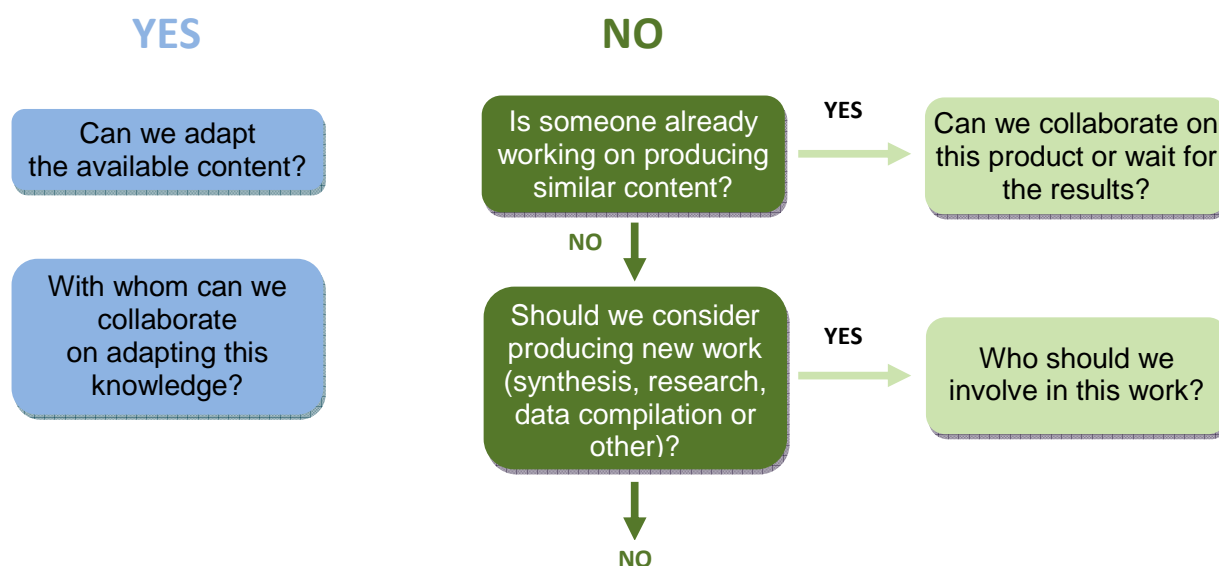 YES
NO
Can we adapt
the available content?
Is someone already
working on producing
similar content?
YES
Can we collaborate on
this product or wait for
the results?
NO
With whom can we
collaborate
on adapting this
knowledge?
Should we consider
producing new work
(synthesis, research,
data compilation or
other)?
YES
Who should we
involve in this work?
NO